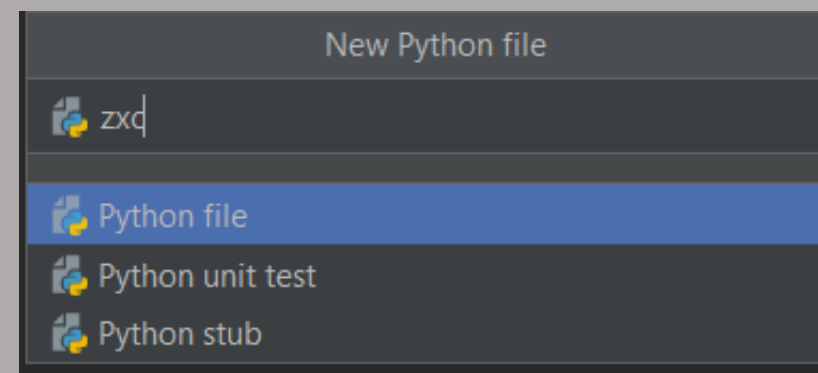 New Python file
zxc
Python file
Python unit test
Python stub